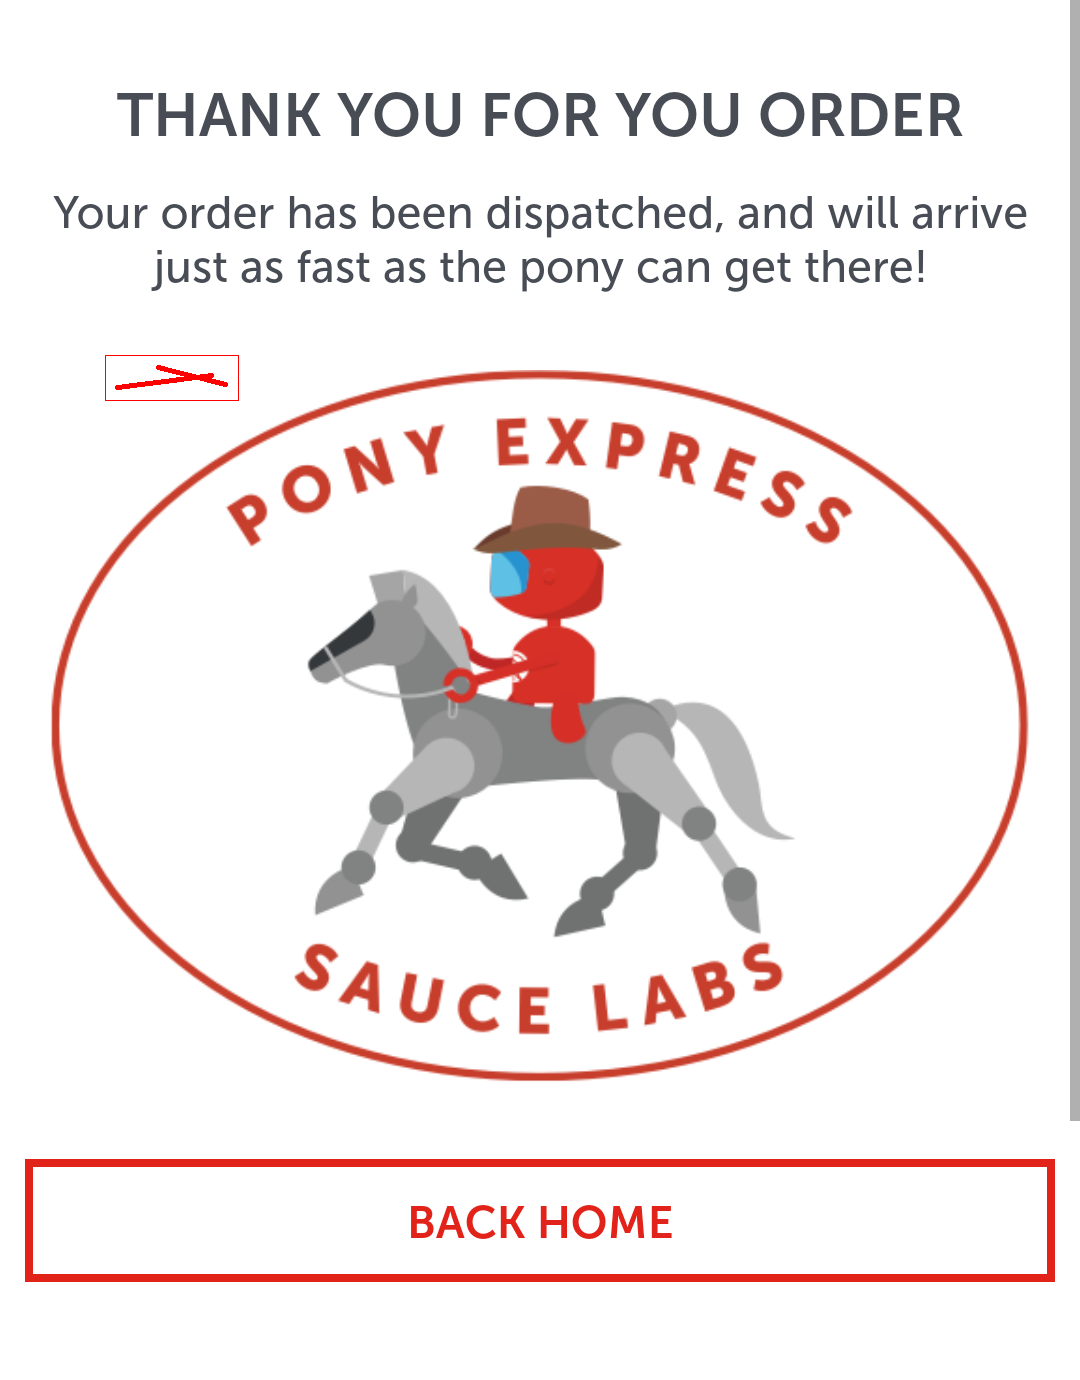 THANK YOU FOR YOU ORDER
Your order has been dispatched, and will arrive
just as fast as the pony can get there!
PONY EXPRESS
SAUCE LABS
BACK HOME